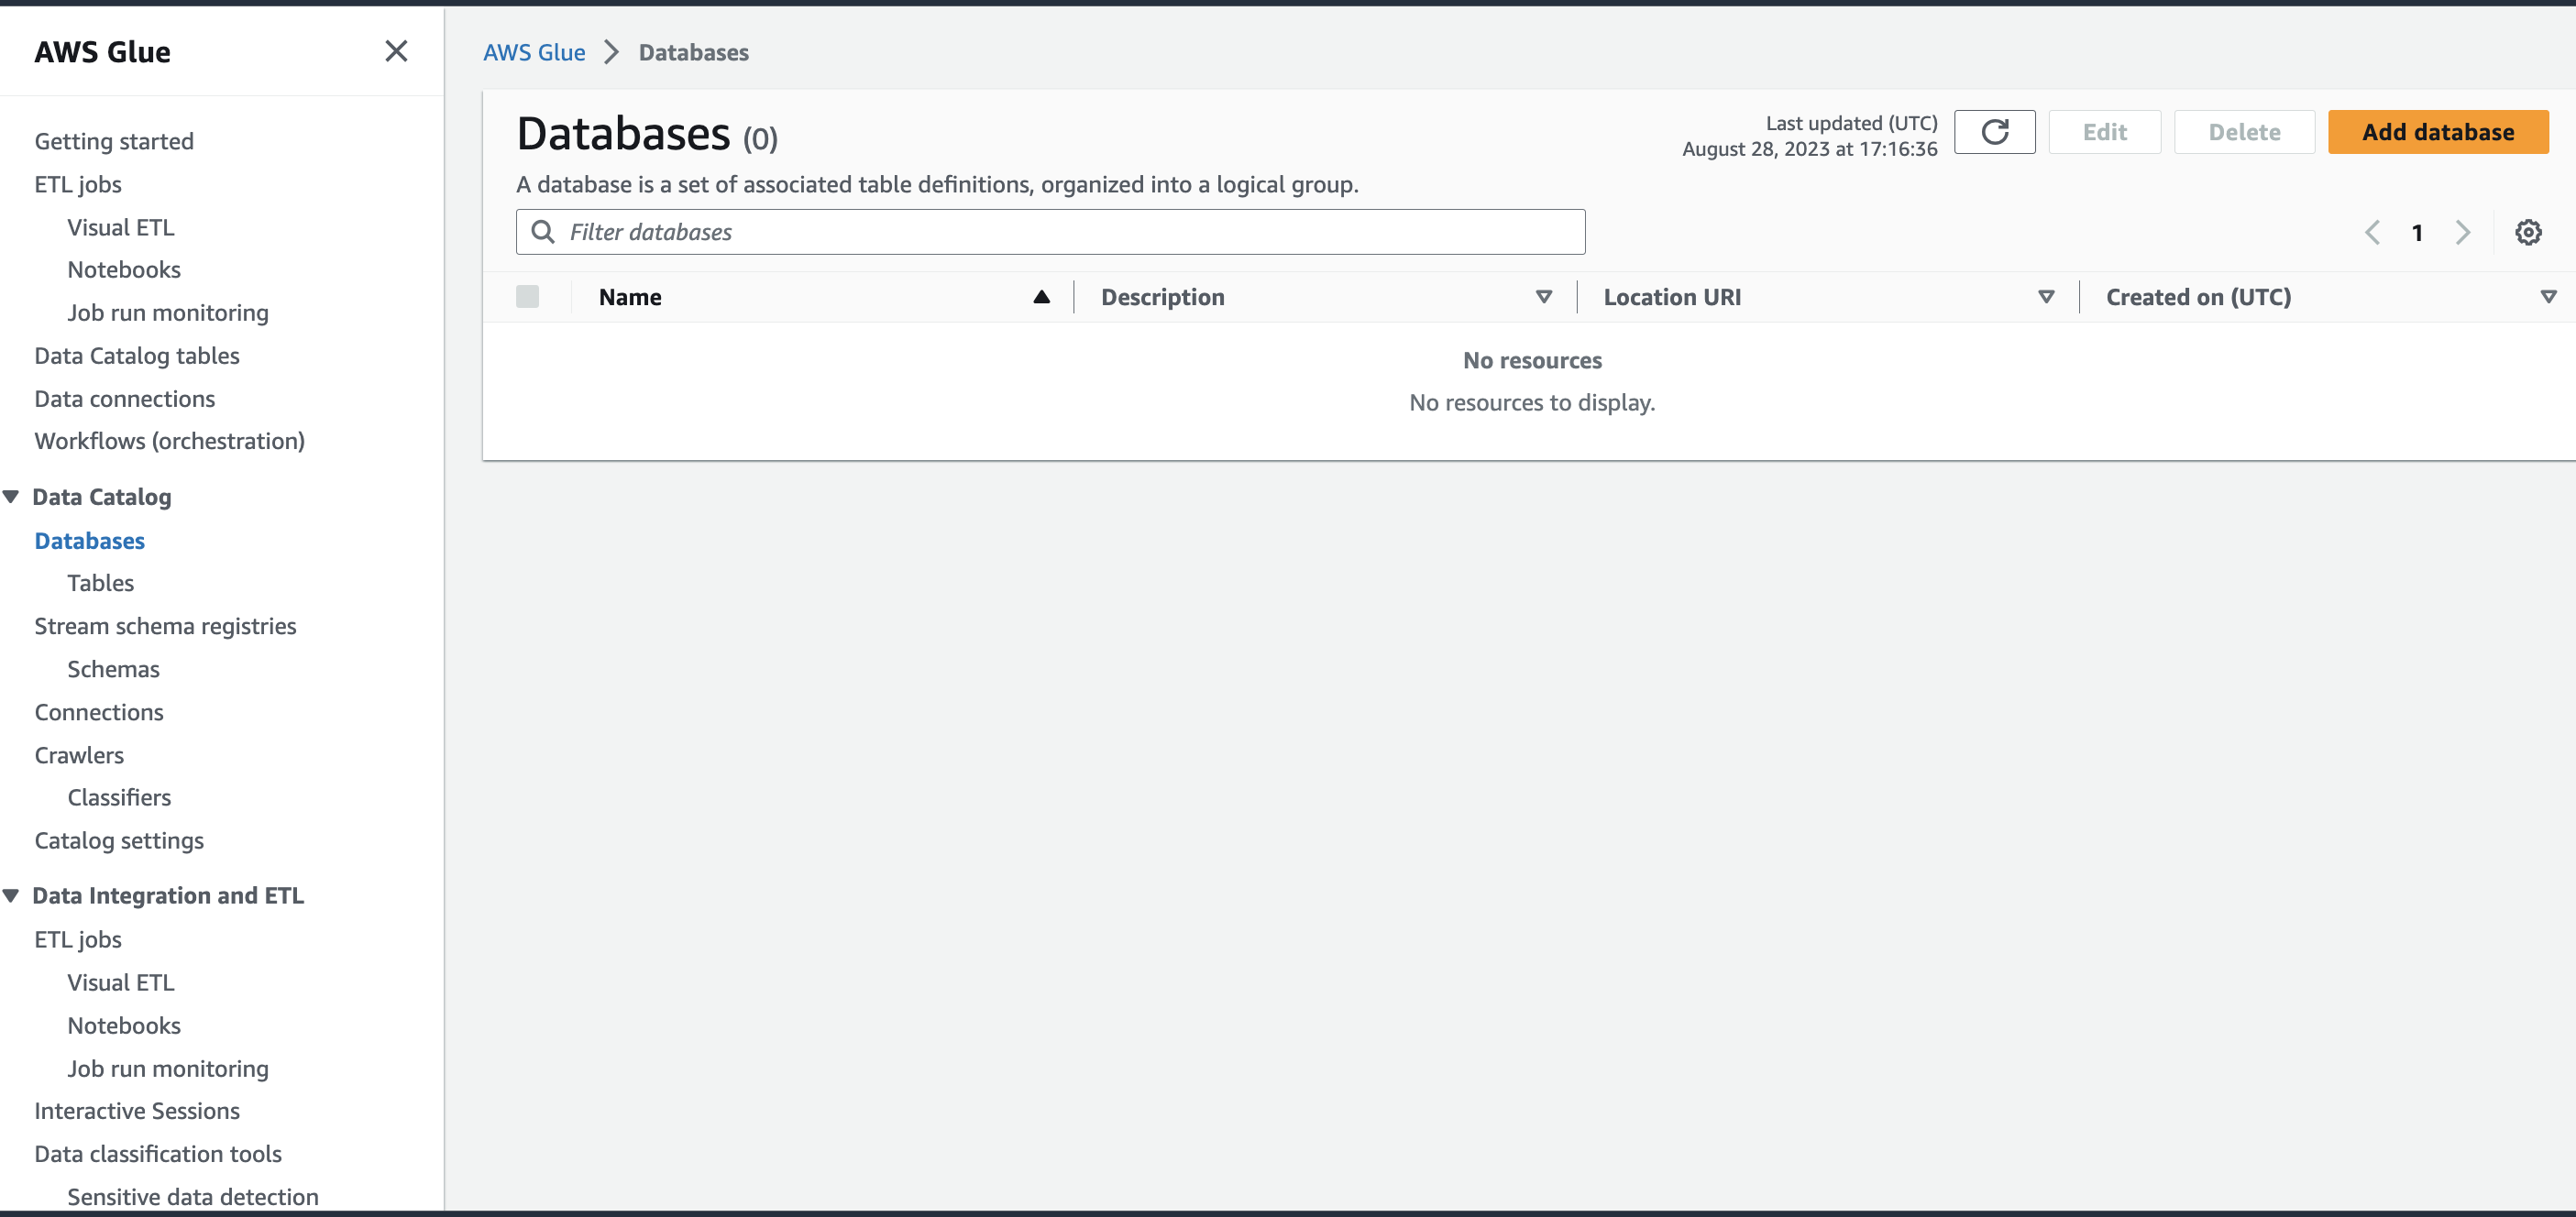 AWS Glue
Getting started
ETL jobs
Visual ETL
Notebooks
Job run monitoring
Data Catalog tables
Data connections
Workflows (orchestration)
Data Catalog
Databases
Tables
Stream schema registries
Schemas
Connections
Crawlers
Classifiers
Catalog settings
Data Integration and ETL
ETL jobs
Visual ETL
Notebooks
Job run monitoring
Interactive Sessions
Data classification tools
Sensitive data detection
AWS Glue > Databases
Databases (0)
Last updated (UTC)
August 28, 2023 at 17:16:36
Edit
Delete
Add database
A database is a set of associated table definitions, organized into a logical group.
Filter databases
1
Name
Description
Location URI
Created on (UTC)
No resources
No resources to display.